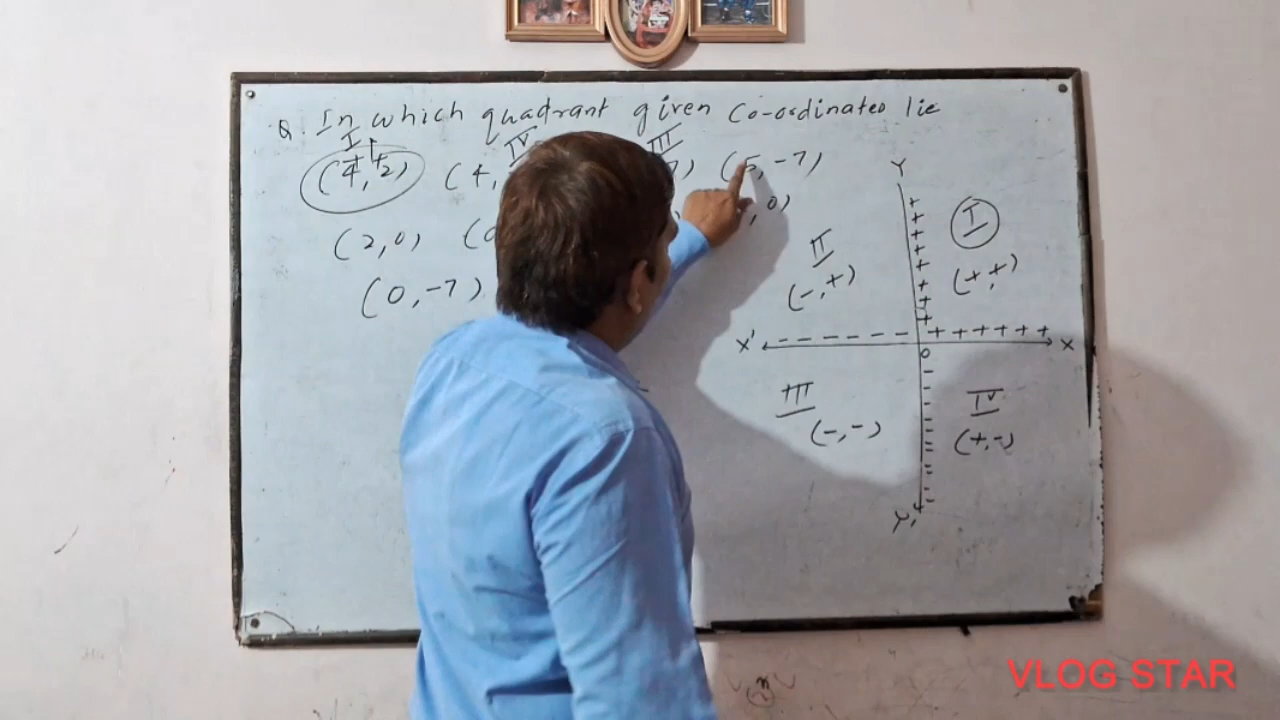 Q. In which quadrant given Co-ordinates lie
I IV III
+ +
(4, 2) (4, 7) (5, -7)
(2, 0) ( , 0)
(0, -7)
Y
I
II
(-, +) (+, +)
X' - - - - - - + + + + + + X
O
III IV
(-, -) (+, -)
Y'
VLOG STAR